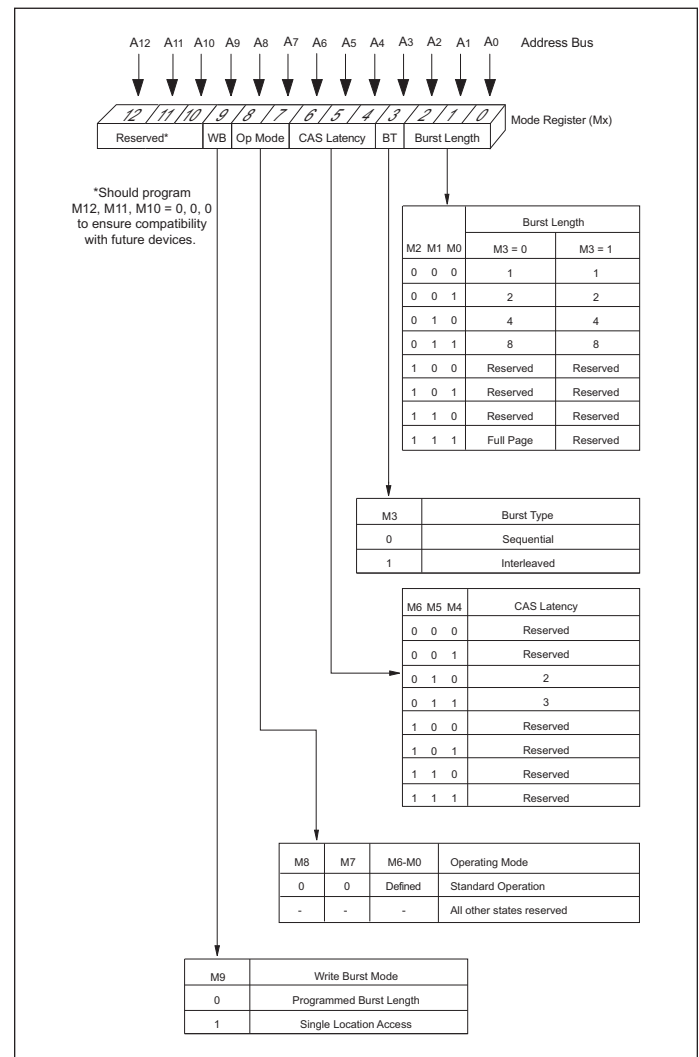 A12 A11 A10 A9 A8 A7 A6 A5 A4 A3 A2 A1 A0 Address Bus
12 11 10 9 8 7 6 5 4 3 2 1 0 Mode Register (Mx)
Reserved* WB Op Mode CAS Latency BT Burst Length
*Should program
M12, M11, M10 = 0, 0, 0
to ensure compatibility
with future devices.
Burst Length
M2 M1 M0 M3 = 0 M3 = 1
0 0 0 1 1
0 0 1 2 2
0 1 0 4 4
0 1 1 8 8
1 0 0 Reserved Reserved
1 0 1 Reserved Reserved
1 1 0 Reserved Reserved
1 1 1 Full Page Reserved
M3 Burst Type
0 Sequential
1 Interleaved
M6 M5 M4 CAS Latency
0 0 0 Reserved
0 0 1 Reserved
0 1 0 2
0 1 1 3
1 0 0 Reserved
1 0 1 Reserved
1 1 0 Reserved
1 1 1 Reserved
M8 M7 M6-M0 Operating Mode
0 0 Defined Standard Operation
- - - All other states reserved
M9 Write Burst Mode
0 Programmed Burst Length
1 Single Location Access